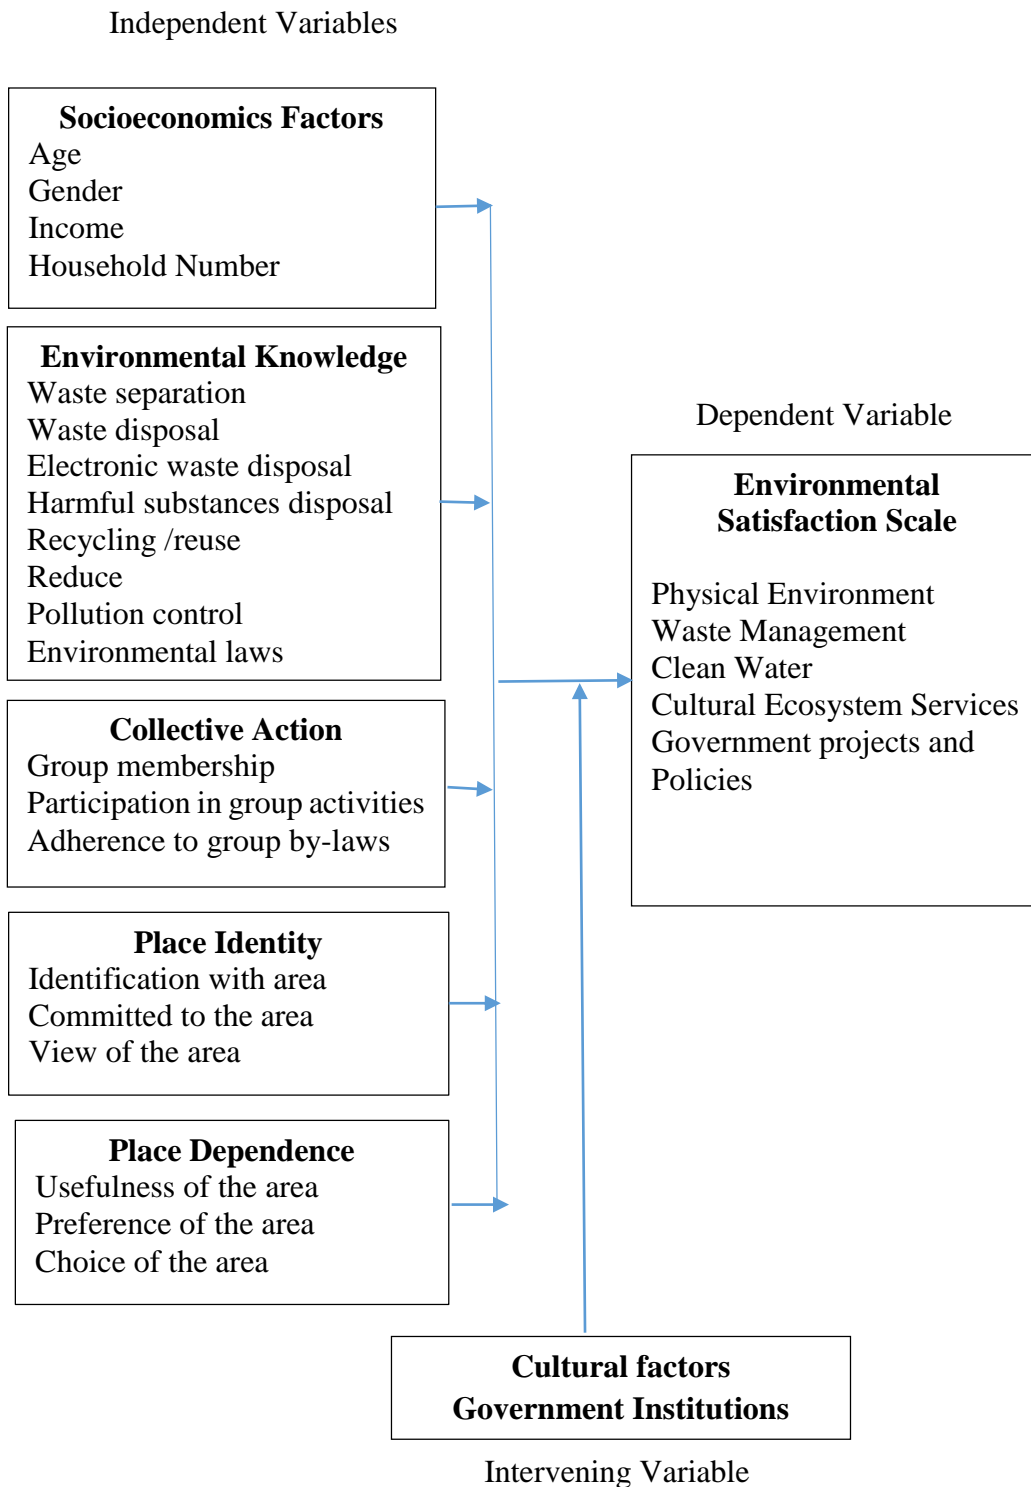 Independent Variables
Socioeconomics Factors
Age
Gender
Income
Household Number
Environmental Knowledge
Waste separation
Waste disposal
Electronic waste disposal
Harmful substances disposal
Recycling /reuse
Reduce
Pollution control
Environmental laws
Collective Action
Group membership
Participation in group activities
Adherence to group by-laws
Place Identity
Identification with area
Committed to the area
View of the area
Place Dependence
Usefulness of the area
Preference of the area
Choice of the area
Dependent Variable
Environmental
Satisfaction Scale
Physical Environment
Waste Management
Clean Water
Cultural Ecosystem Services
Government projects and
Policies
Cultural factors
Government Institutions
Intervening Variable